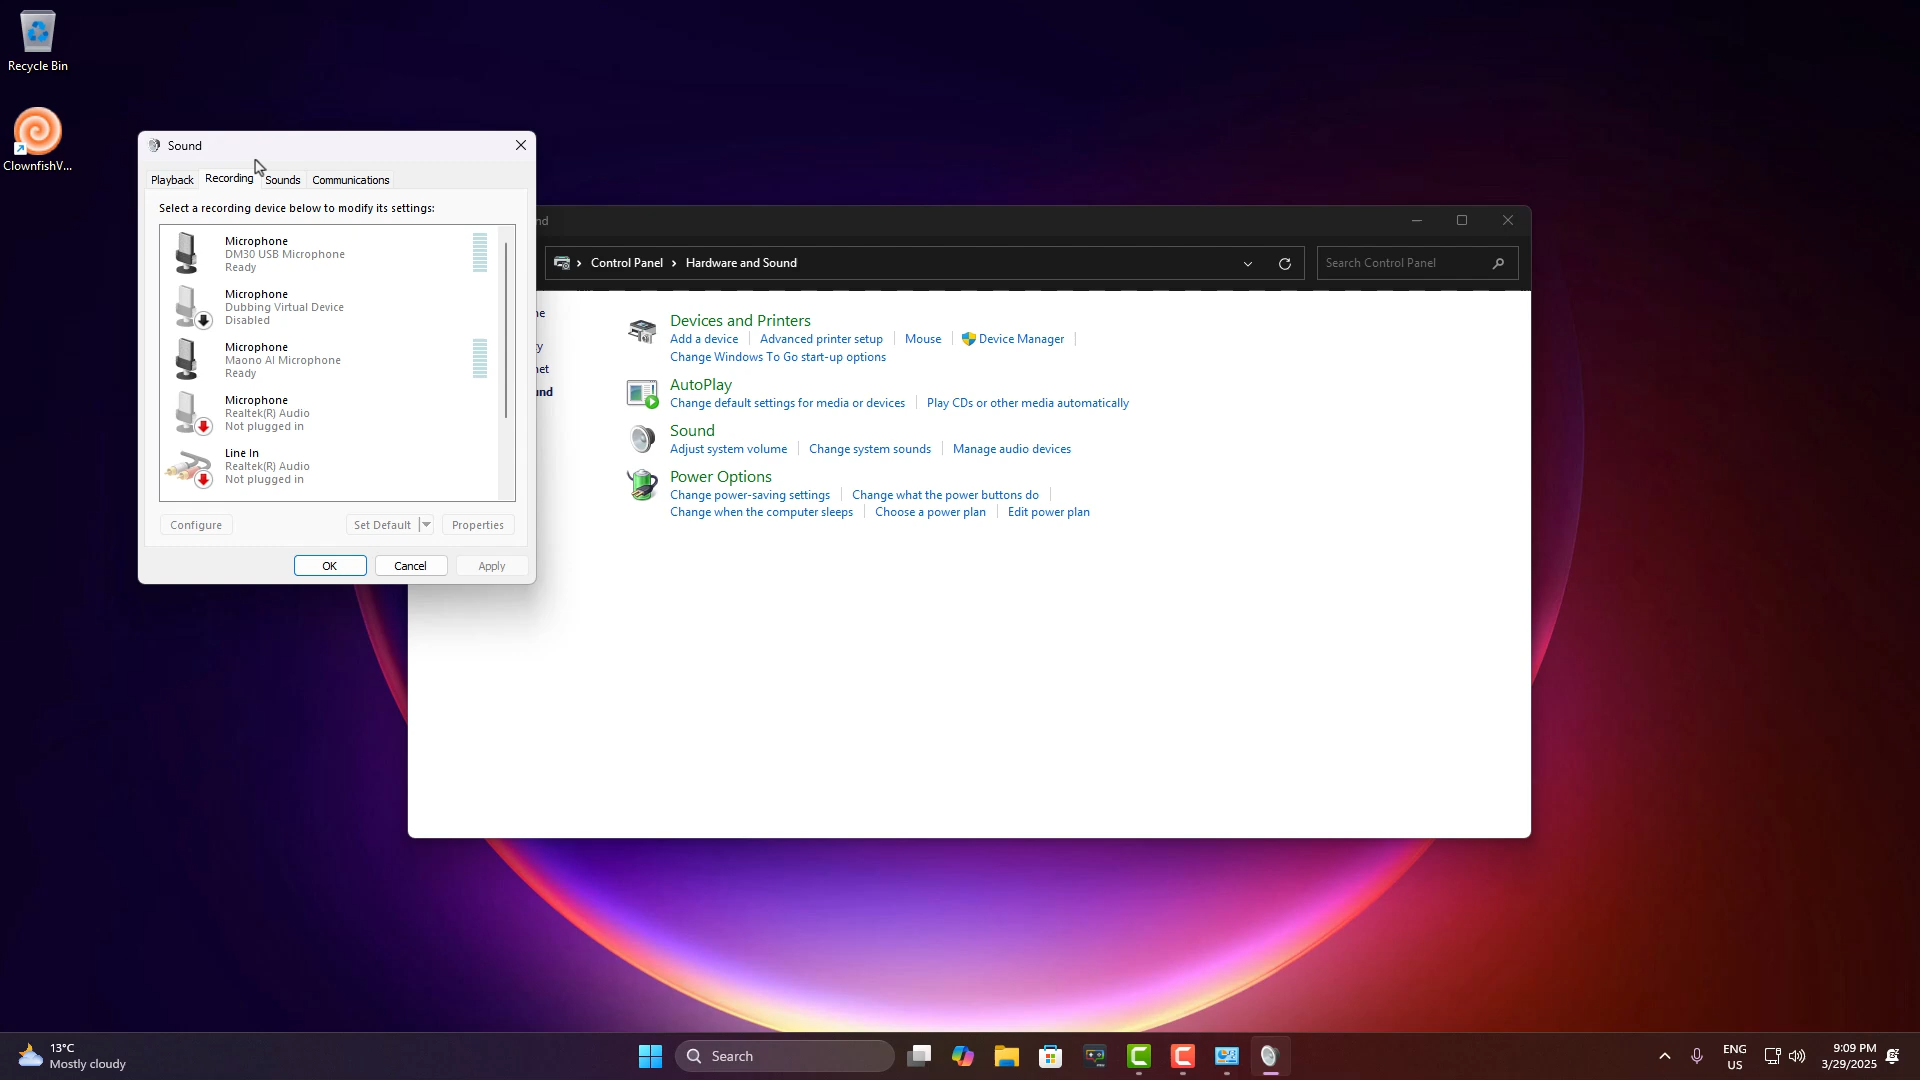 Recycle Bin
ClownfishV...
Sound
Playback
Recording
Sounds
Communications
Select a recording device below to modify its settings:
Microphone
DM30 USB Microphone
Ready
Microphone
Dubbing Virtual Device
Disabled
Microphone
Maono AI Microphone
Ready
Microphone
Realtek(R) Audio
Not plugged in
Line In
Realtek(R) Audio
Not plugged in
Configure
Set Default
Properties
OK
Cancel
Apply
nd
Control Panel > Hardware and Sound
Search Control Panel
ne
ty
net
und
Devices and Printers
Add a device
Advanced printer setup
Mouse
Device Manager
Change Windows To Go start-up options
AutoPlay
Change default settings for media or devices
Play CDs or other media automatically
Sound
Adjust system volume
Change system sounds
Manage audio devices
Power Options
Change power-saving settings
Change what the power buttons do
Change when the computer sleeps
Choose a power plan
Edit power plan
13°C
Mostly cloudy
Search
ENG
US
9:09 PM
3/29/2025